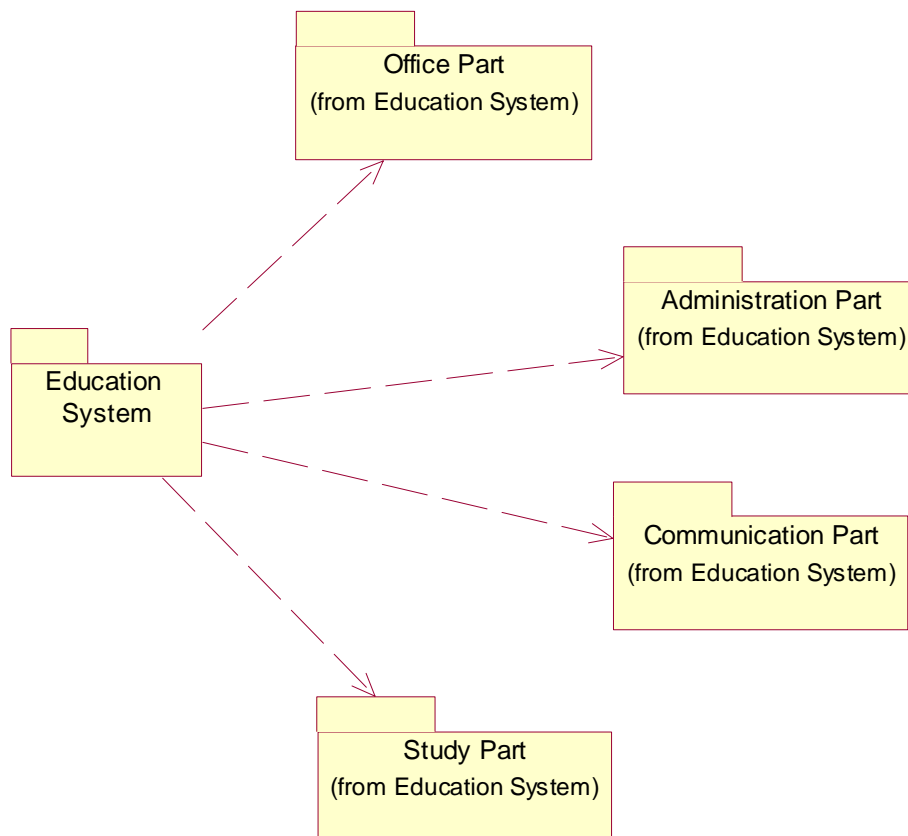 Office Part
(from Education System)
Administration Part
(from Education System)
Education
System
Communication Part
(from Education System)
Study Part
(from Education System)